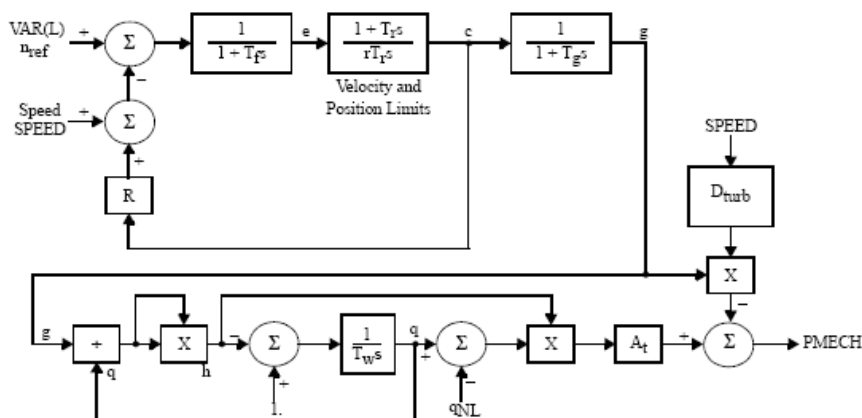 VAR(L)
nref
+
Σ
−
1
1 + Tfs
e
1 + Trs
rTrs
Velocity and
Position Limits
c
1
1 + Tgs
g
Speed
SPEED
+
Σ
+
R
SPEED
Dturb
X
−
g
÷
q
X
h
−
Σ
+
1.
1
Tws
q
+
Σ
−
qNL
X
At
+
Σ
PMECH